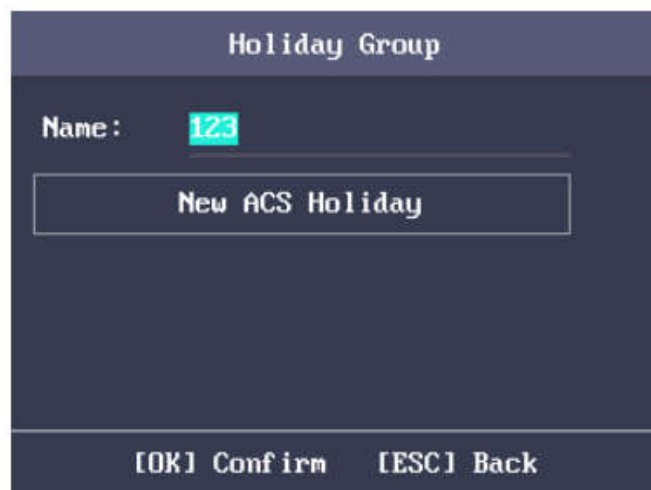 Holiday Group
Name: 123
New ACS Holiday
[OK] Confirm [ESC] Back